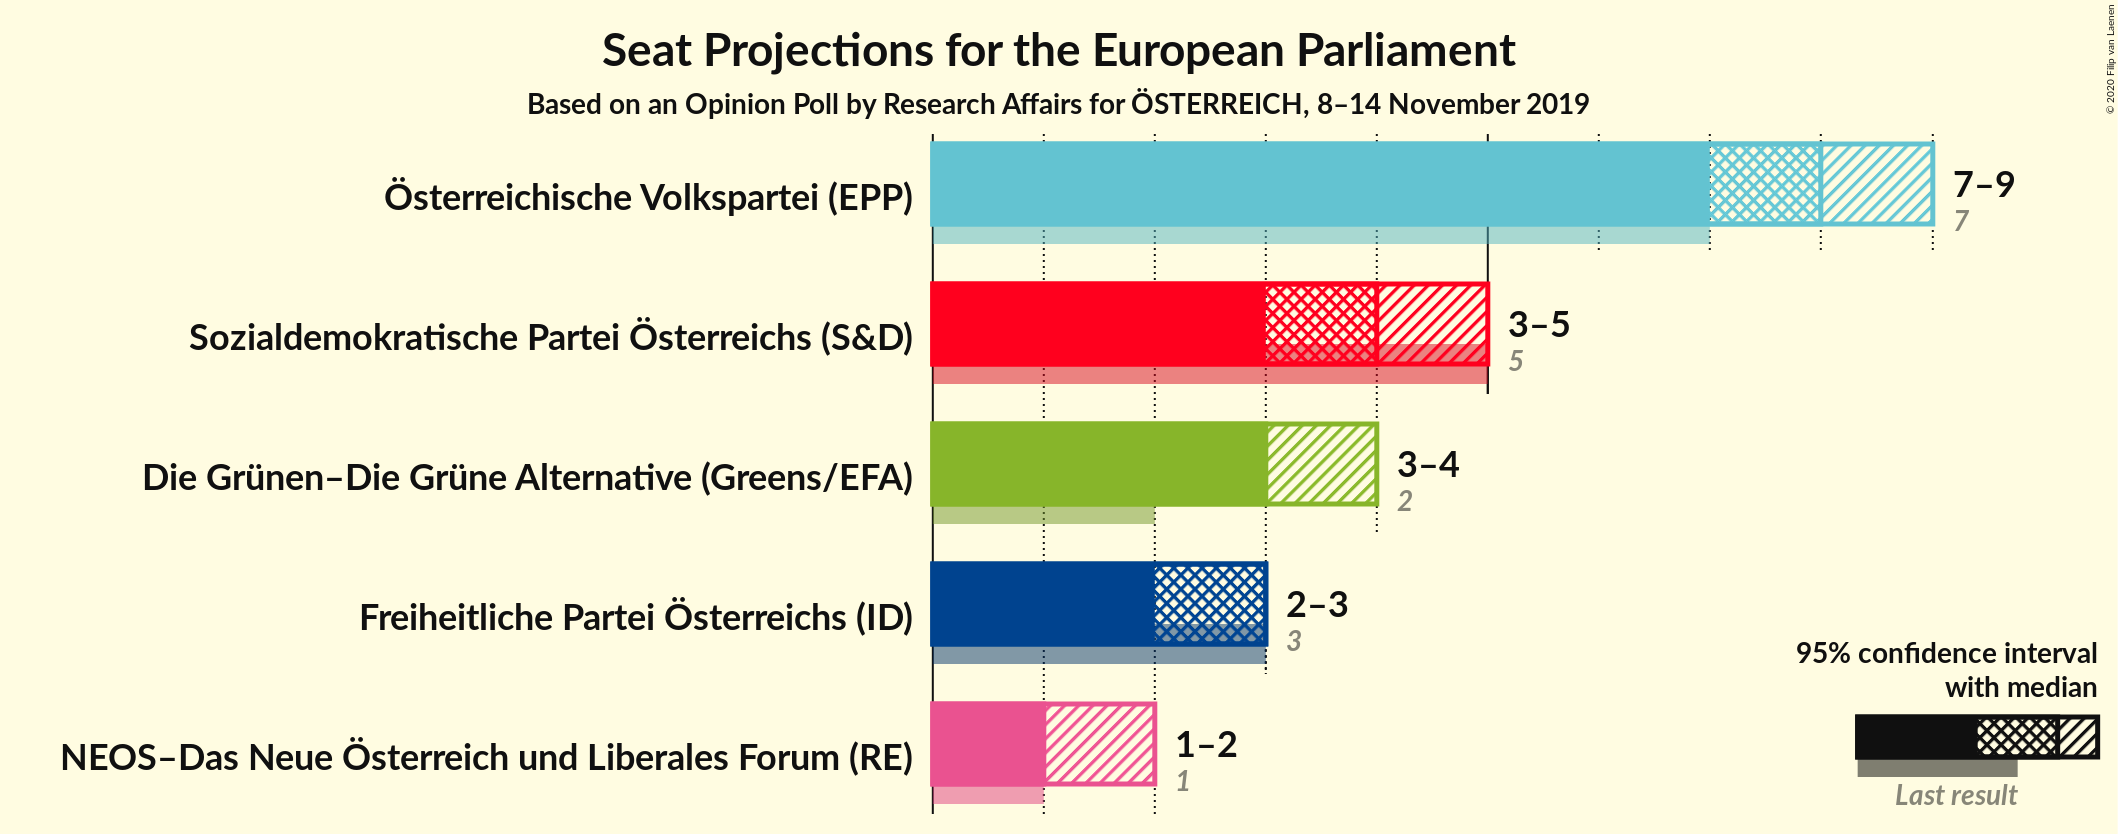 Seat Projections for the European Parliament
Based on an Opinion Poll by Research Affairs for ÖSTERREICH, 8–14 November 2019
© 2020 Filip van Laenen
Österreichische Volkspartei (EPP)
7–9
7
Sozialdemokratische Partei Österreichs (S&D)
3–5
5
Die Grünen–Die Grüne Alternative (Greens/EFA)
3–4
2
Freiheitliche Partei Österreichs (ID)
2–3
3
NEOS–Das Neue Österreich und Liberales Forum (RE)
1–2
1
95% confidence interval
with median
Last result